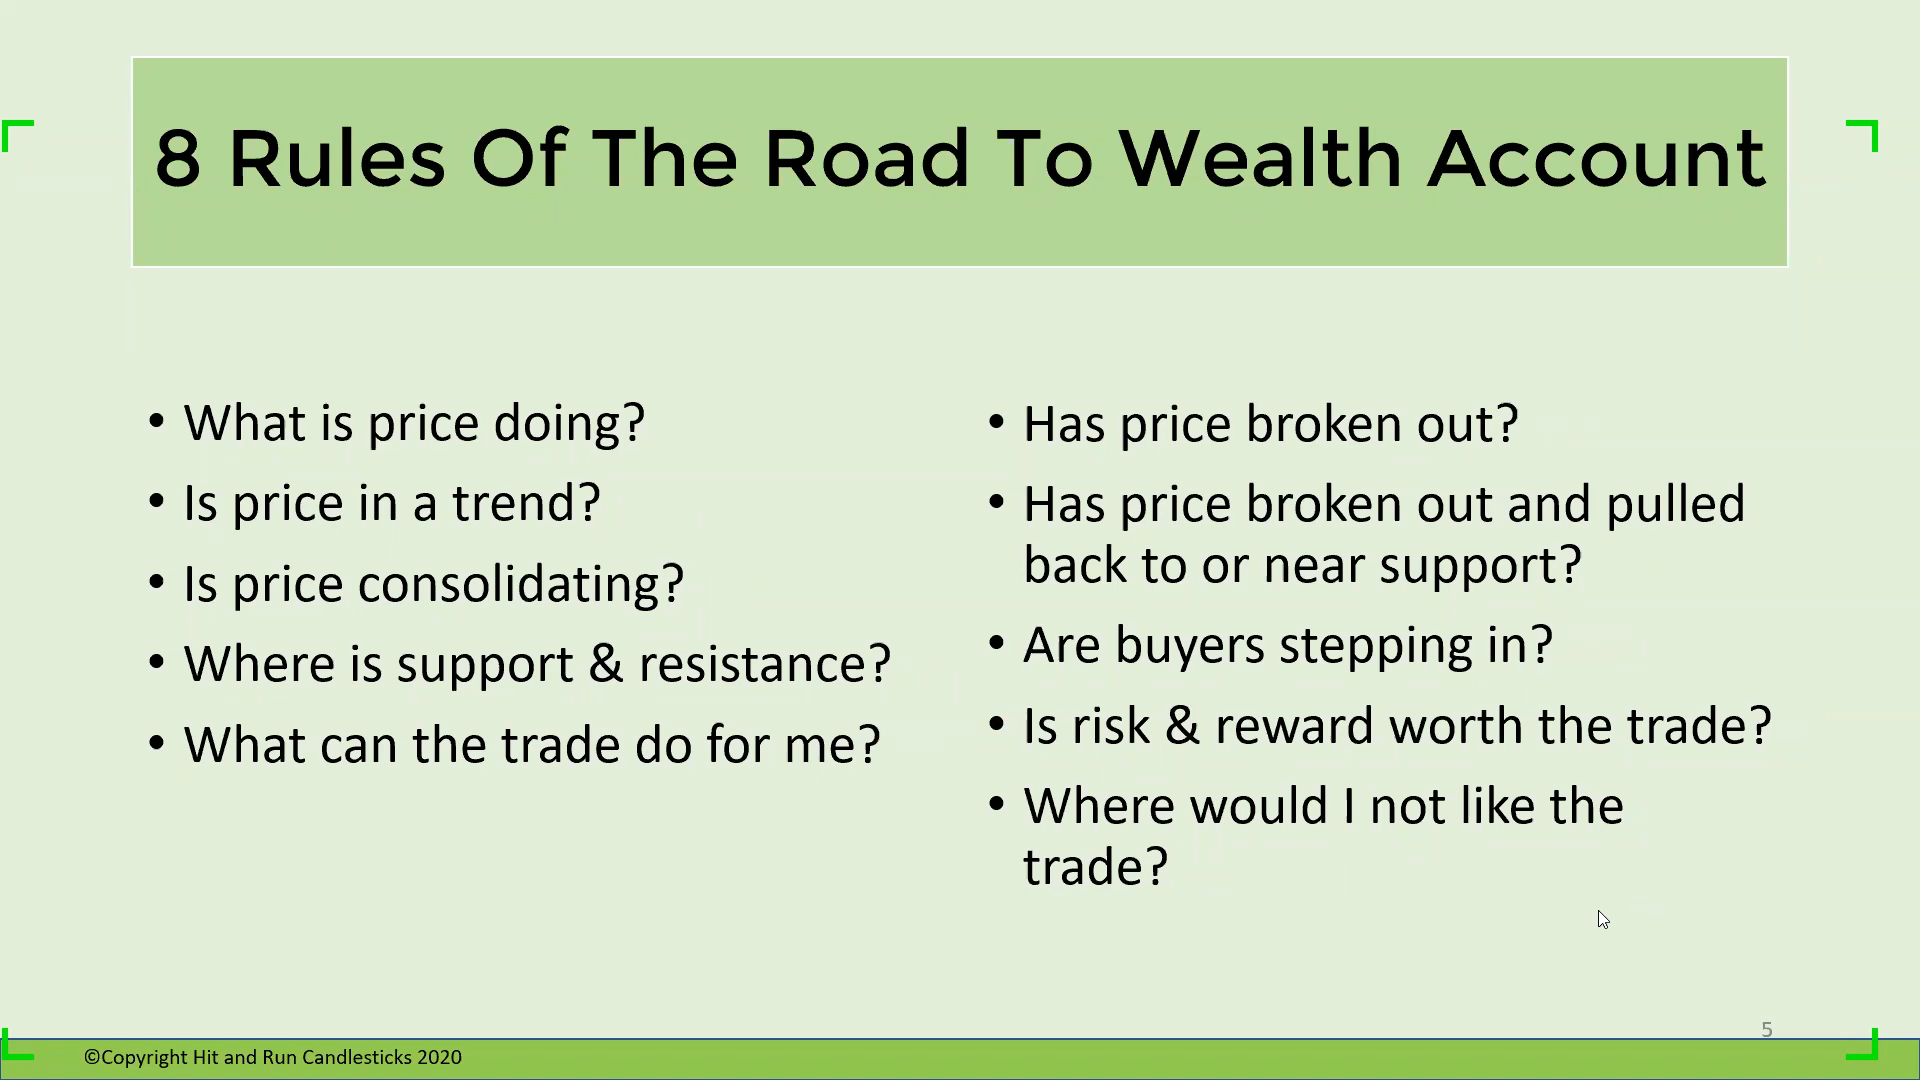 8 Rules Of The Road To Wealth Account
• What is price doing?
• Is price in a trend?
• Is price consolidating?
• Where is support & resistance?
• What can the trade do for me?
• Has price broken out?
• Has price broken out and pulled
back to or near support?
• Are buyers stepping in?
• Is risk & reward worth the trade?
• Where would I not like the
trade?
5
©Copyright Hit and Run Candlesticks 2020